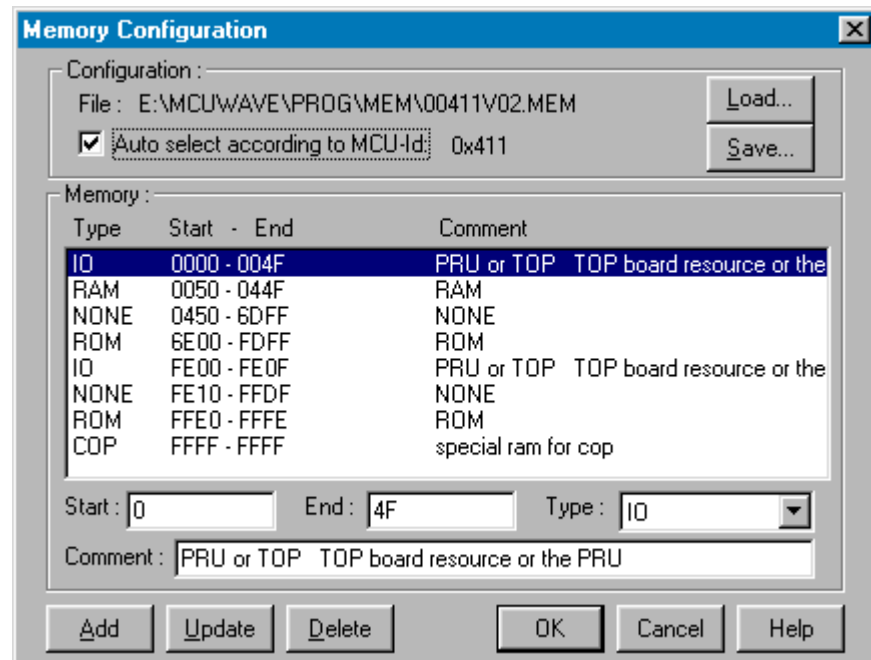 Memory Configuration
Configuration :
File : E:\MCUWAVE\PROG\MEM\00411V02.MEM
Load...
Auto select according to MCU-Id: 0x411
Save...
Memory :
Type Start - End Comment
IO 0000 - 004F PRU or TOP TOP board resource or the
RAM 0050 - 044F RAM
NONE 0450 - 6DFF NONE
ROM 6E00 - FDFF ROM
IO FE00 - FE0F PRU or TOP TOP board resource or the
NONE FE10 - FFDF NONE
ROM FFE0 - FFFE ROM
COP FFFF - FFFF special ram for cop
Start : 0 End : 4F Type : IO
Comment : PRU or TOP TOP board resource or the PRU
Add Update Delete OK Cancel Help